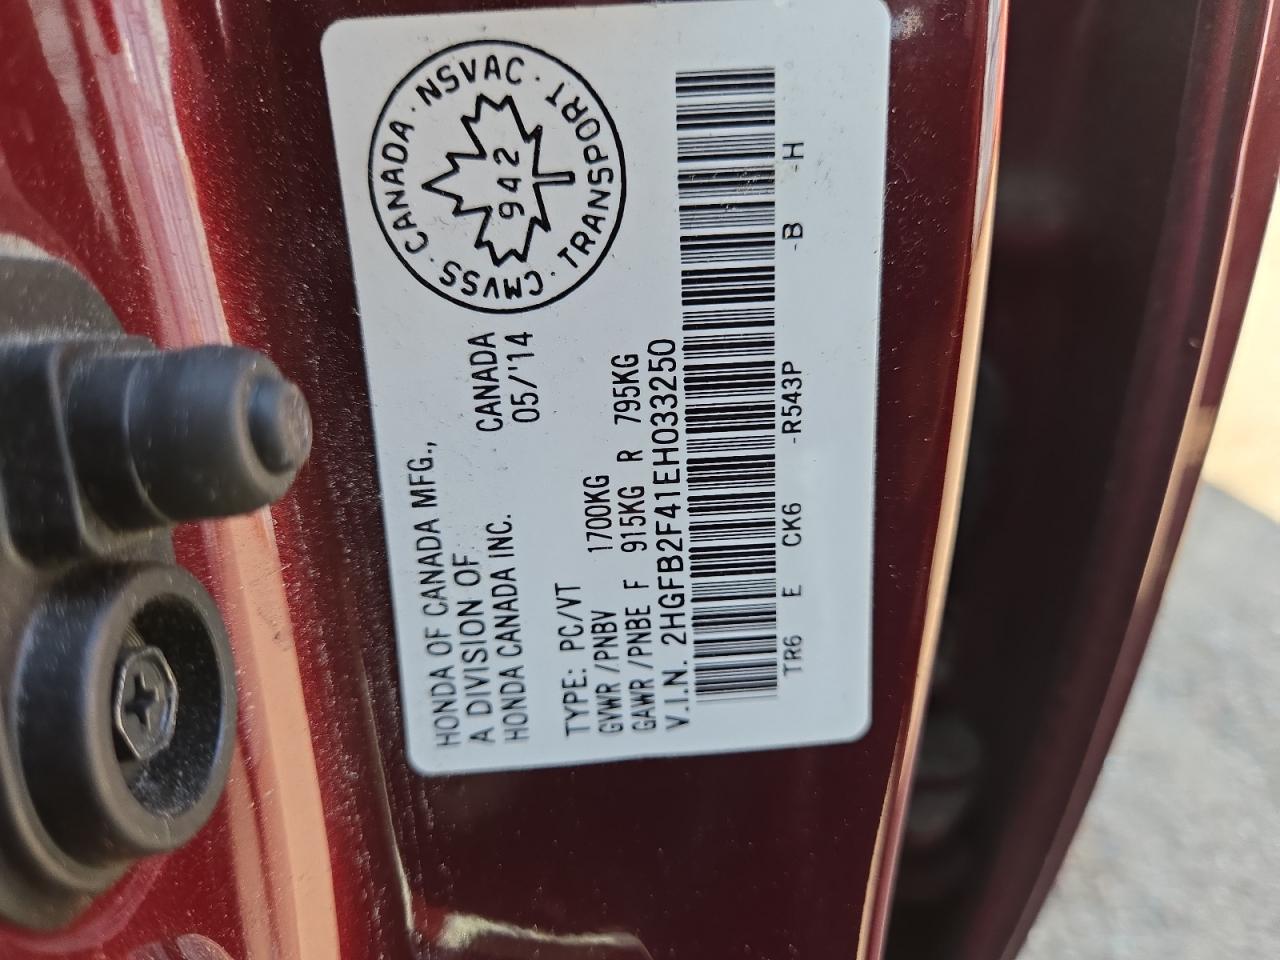 HONDA OF CANADA MFG., CANADA
A DIVISION OF 05/'14
HONDA CANADA INC.
CMVSS · CANADA · NSVAC · TRANSPORT ·
942
TYPE: PC/VT
GVWR/PNBV 1700KG
GAWR/PNBE F 915KG R 795KG
V.I.N. 2HGFB2F41EH033250
TR6 E CK6 -R543P -B -H